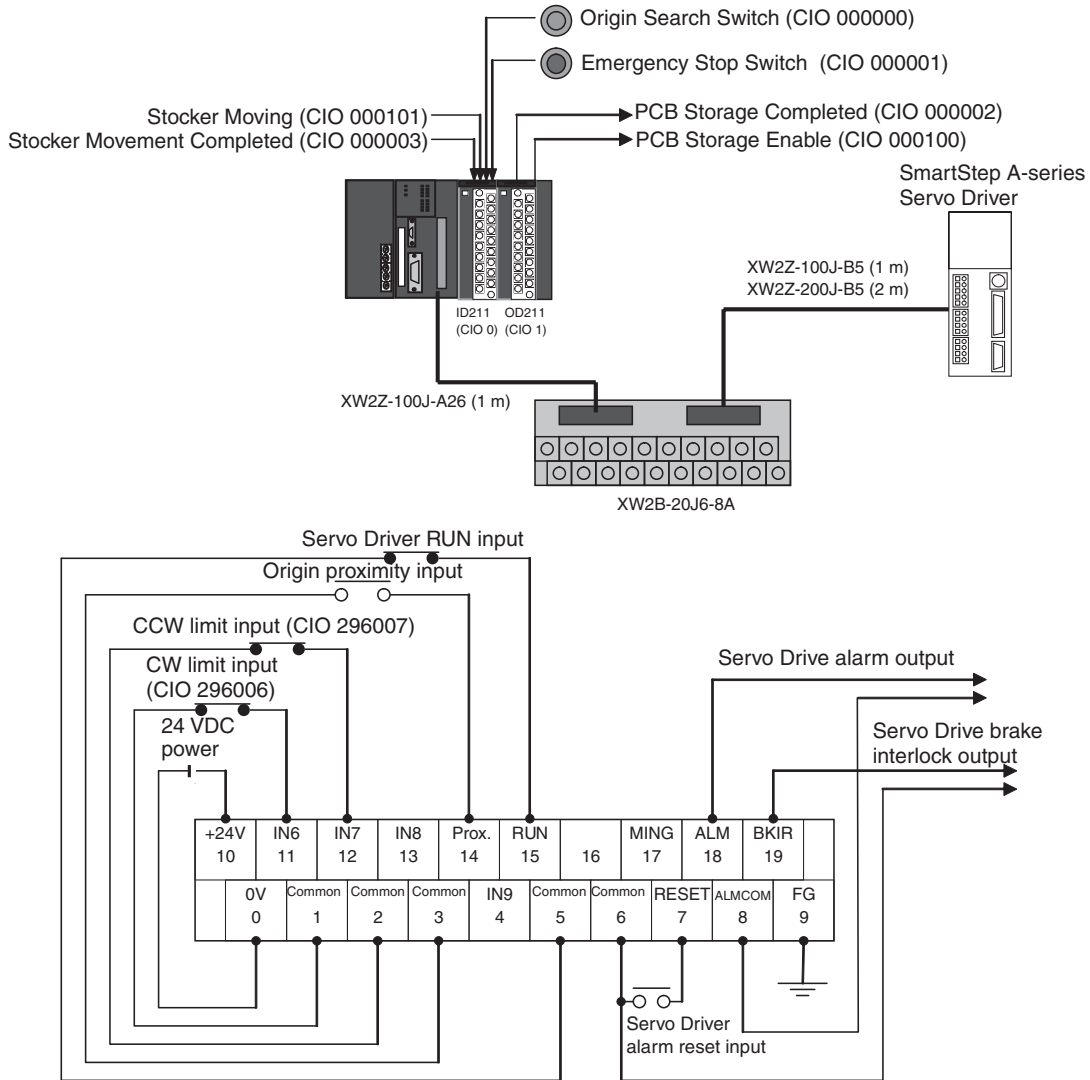 Origin Search Switch (CIO 000000)
Emergency Stop Switch (CIO 000001)
Stocker Moving (CIO 000101)
Stocker Movement Completed (CIO 000003)
PCB Storage Completed (CIO 000002)
PCB Storage Enable (CIO 000100)
SmartStep A-series
Servo Driver
XW2Z-100J-B5 (1 m)
XW2Z-200J-B5 (2 m)
ID211
(CIO 0)
OD211
(CIO 1)
XW2Z-100J-A26 (1 m)
XW2B-20J6-8A
Servo Driver RUN input
Origin proximity input
CCW limit input (CIO 296007)
CW limit input
(CIO 296006)
24 VDC
power
Servo Drive alarm output
Servo Drive brake
interlock output
+24V IN6 IN7 IN8 Prox. RUN MING ALM BKIR
10 11 12 13 14 15 16 17 18 19
0V Common Common Common IN9 Common Common RESET ALMCOM FG
0 1 2 3 4 5 6 7 8 9
Servo Driver
alarm reset input